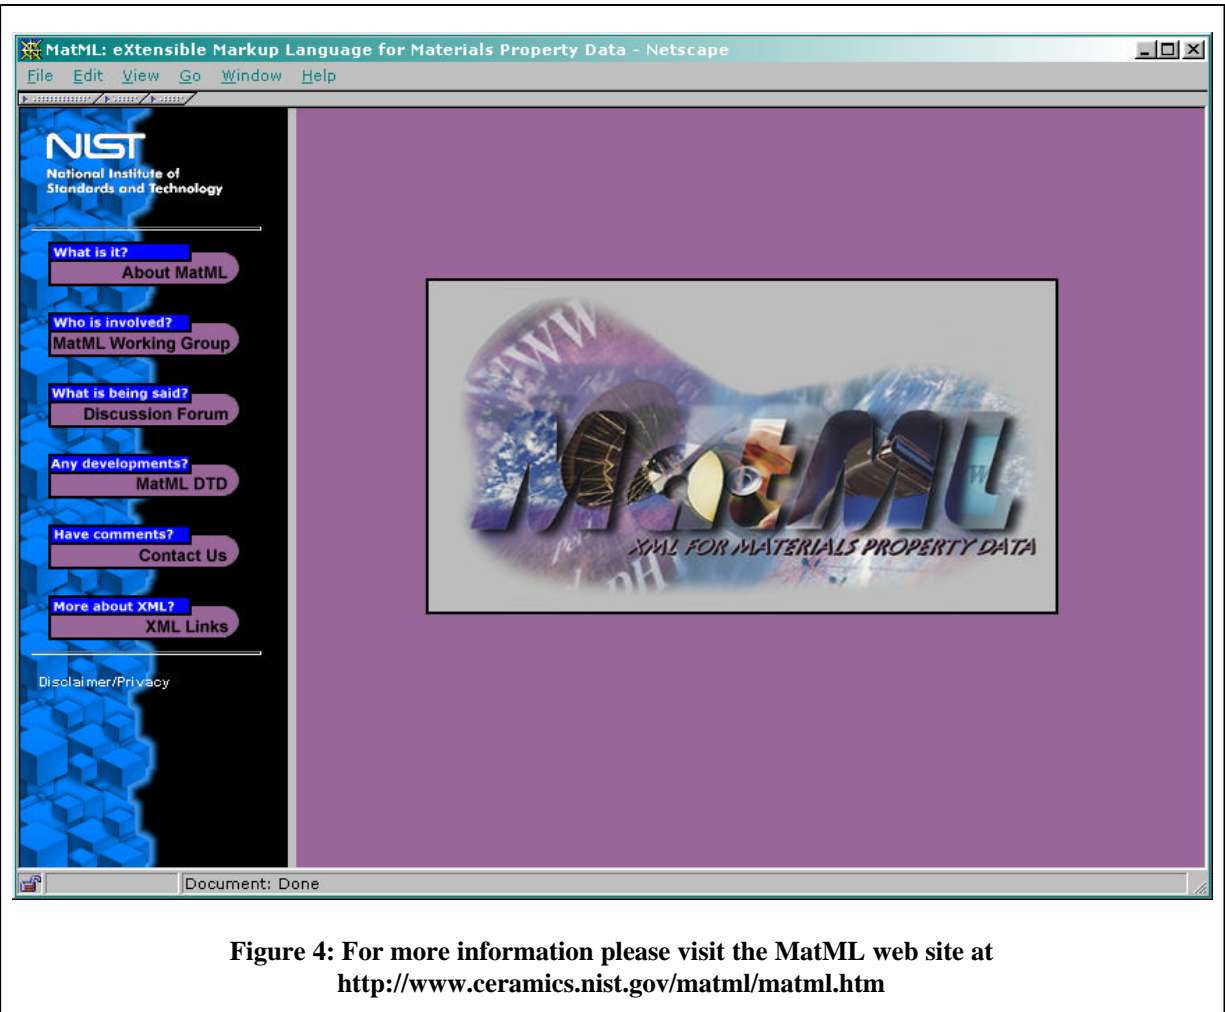 MatML: eXtensible Markup Language for Materials Property Data - Netscape
File Edit View Go Window Help
NIST
National Institute of
Standards and Technology
What is it?
About MatML
Who is involved?
MatML Working Group
What is being said?
Discussion Forum
Any developments?
MatML DTD
Have comments?
Contact Us
More about XML?
XML Links
Disclaimer/Privacy
WWW
MatML
XML FOR MATERIALS PROPERTY DATA
Document: Done
Figure 4: For more information please visit the MatML web site at
http://www.ceramics.nist.gov/matml/matml.htm